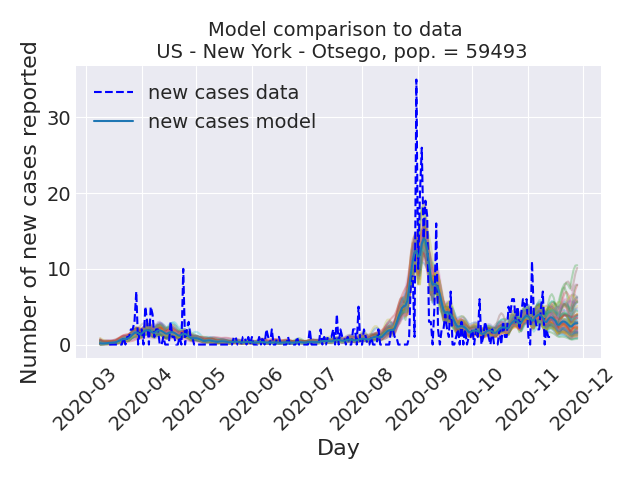 Model comparison to data
US - New York - Otsego, pop. = 59493
Number of new cases reported
30
20
10
0
new cases data
new cases model
2020-03
2020-04
2020-05
2020-06
2020-07
2020-08
2020-09
2020-10
2020-11
2020-12
Day